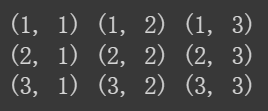 (1, 1) (1, 2) (1, 3)
(2, 1) (2, 2) (2, 3)
(3, 1) (3, 2) (3, 3)